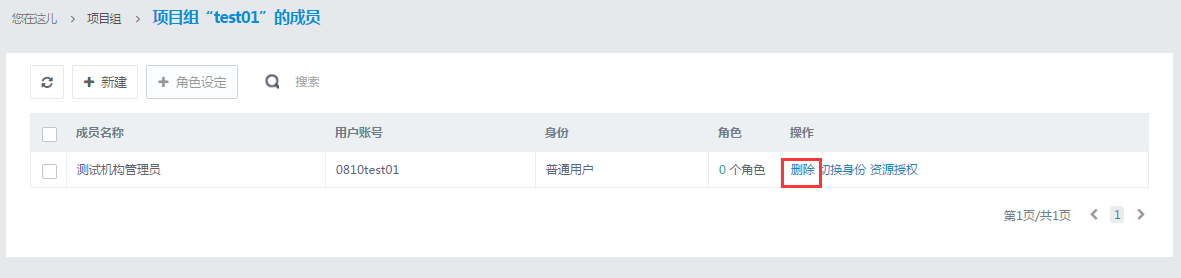 您在这儿 > 项目组 > 项目组“test01”的成员
新建 角色设定 搜索
成员名称 用户账号 身份 角色 操作
测试机构管理员 0810test01 普通用户 0 个角色 删除 切换身份 资源授权
第1页/共1页 1